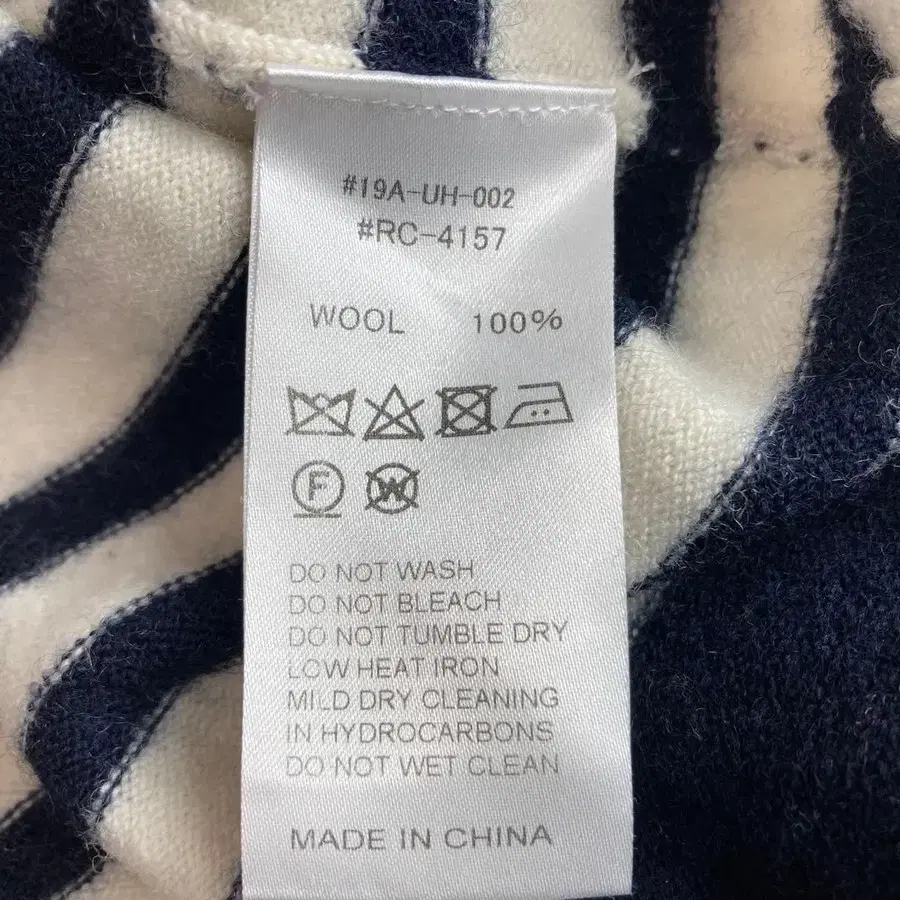 #19A-UH-002
#RC-4157
WOOL 100%
F W
DO NOT WASH
DO NOT BLEACH
DO NOT TUMBLE DRY
LOW HEAT IRON
MILD DRY CLEANING
IN HYDROCARBONS
DO NOT WET CLEAN
MADE IN CHINA